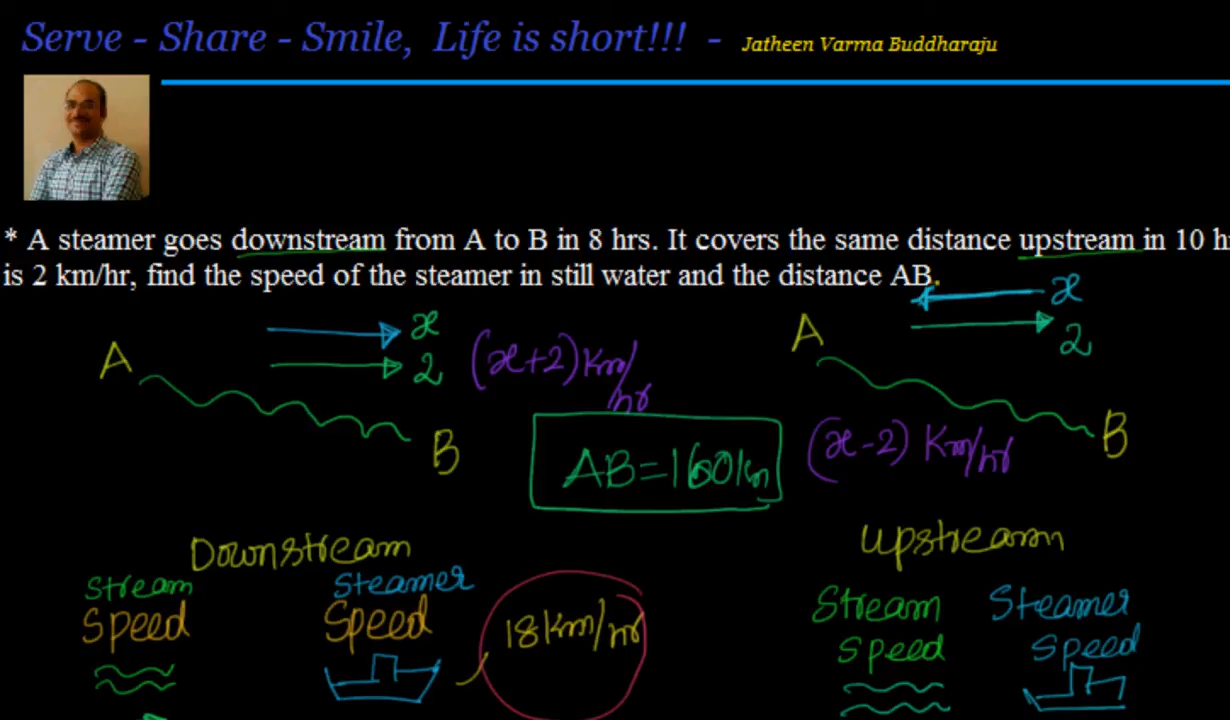 Serve - Share - Smile, Life is short!!! - Jatheen Varma Buddharaju
* A steamer goes downstream from A to B in 8 hrs. It covers the same distance upstream in 10 h
is 2 km/hr, find the speed of the steamer in still water and the distance AB.
x
x
A
2
(x+2) Km/hr
A
2
B
AB=160km
(x-2) Km/hr
B
Downstream
Upstream
Stream
Speed
Steamer
Speed
18km/hr
Stream
Speed
Steamer
Speed